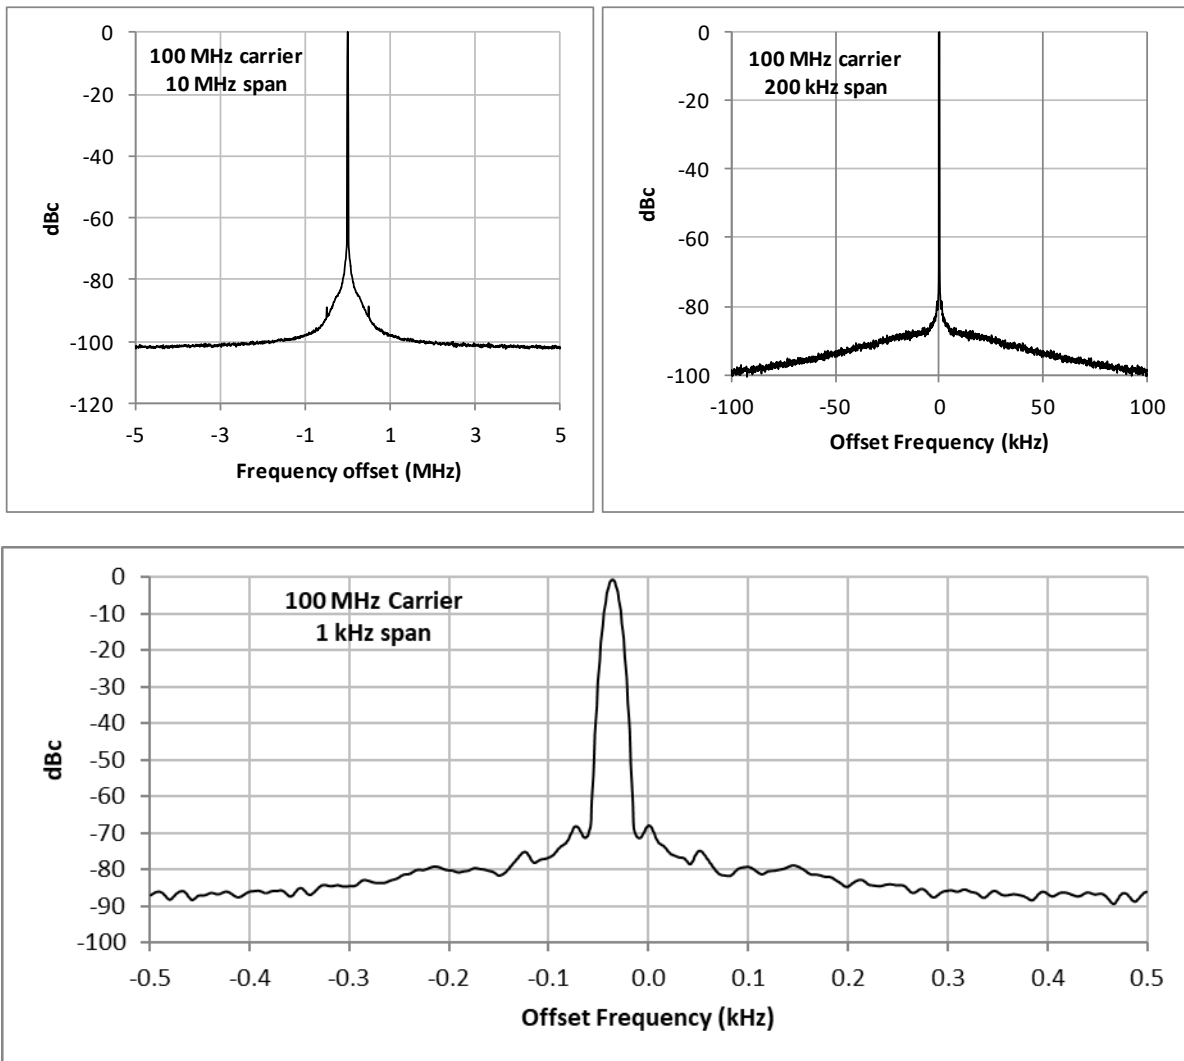 100 MHz carrier
10 MHz span
0
-20
-40
-60
-80
-100
-120
dBc
-5 -3 -1 1 3 5
Frequency offset (MHz)
100 MHz carrier
200 kHz span
0
-20
-40
-60
-80
-100
dBc
-100 -50 0 50 100
Offset Frequency (kHz)
100 MHz Carrier
1 kHz span
0
-10
-20
-30
-40
-50
-60
-70
-80
-90
-100
dBc
-0.5 -0.4 -0.3 -0.2 -0.1 0.0 0.1 0.2 0.3 0.4 0.5
Offset Frequency (kHz)